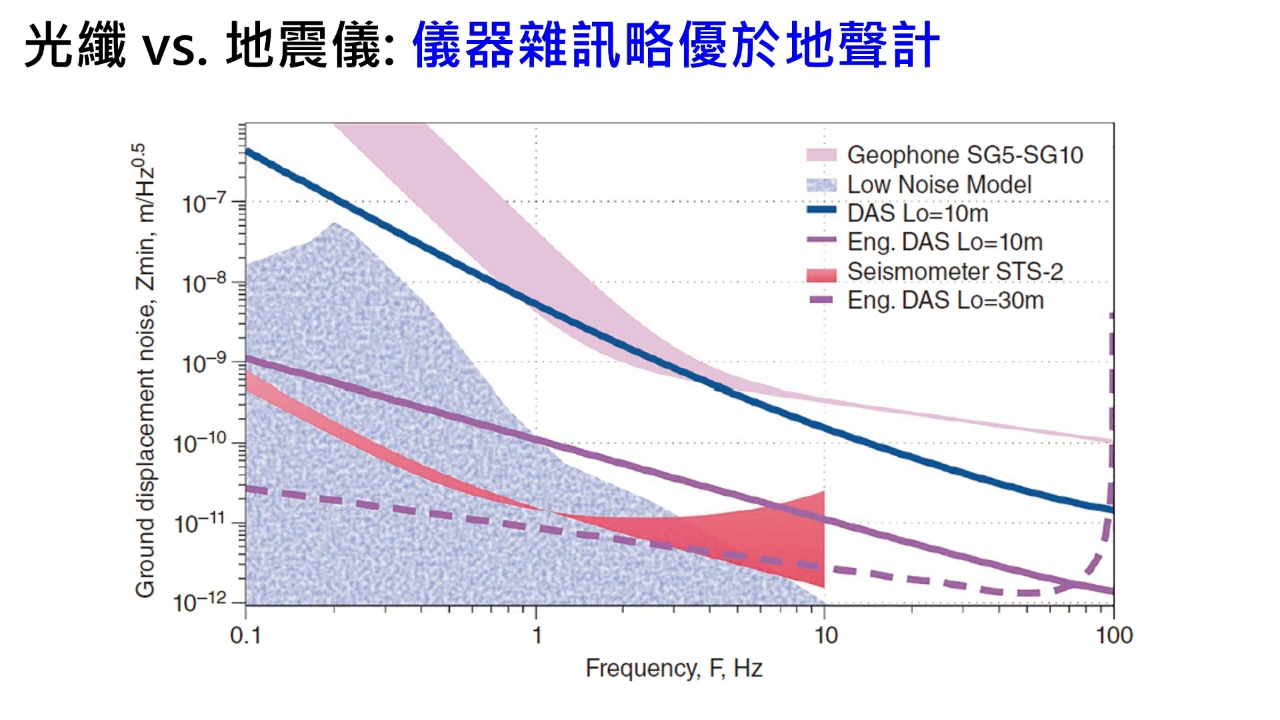 光纖 vs. 地震儀: 儀器雜訊略優於地聲計
Ground displacement noise, Zmin, m/Hz^0.5
10^−7
10^−8
10^−9
10^−10
10^−11
10^−12
Geophone SG5-SG10
Low Noise Model
DAS Lo=10m
Eng. DAS Lo=10m
Seismometer STS-2
Eng. DAS Lo=30m
0.1
1
10
100
Frequency, F, Hz